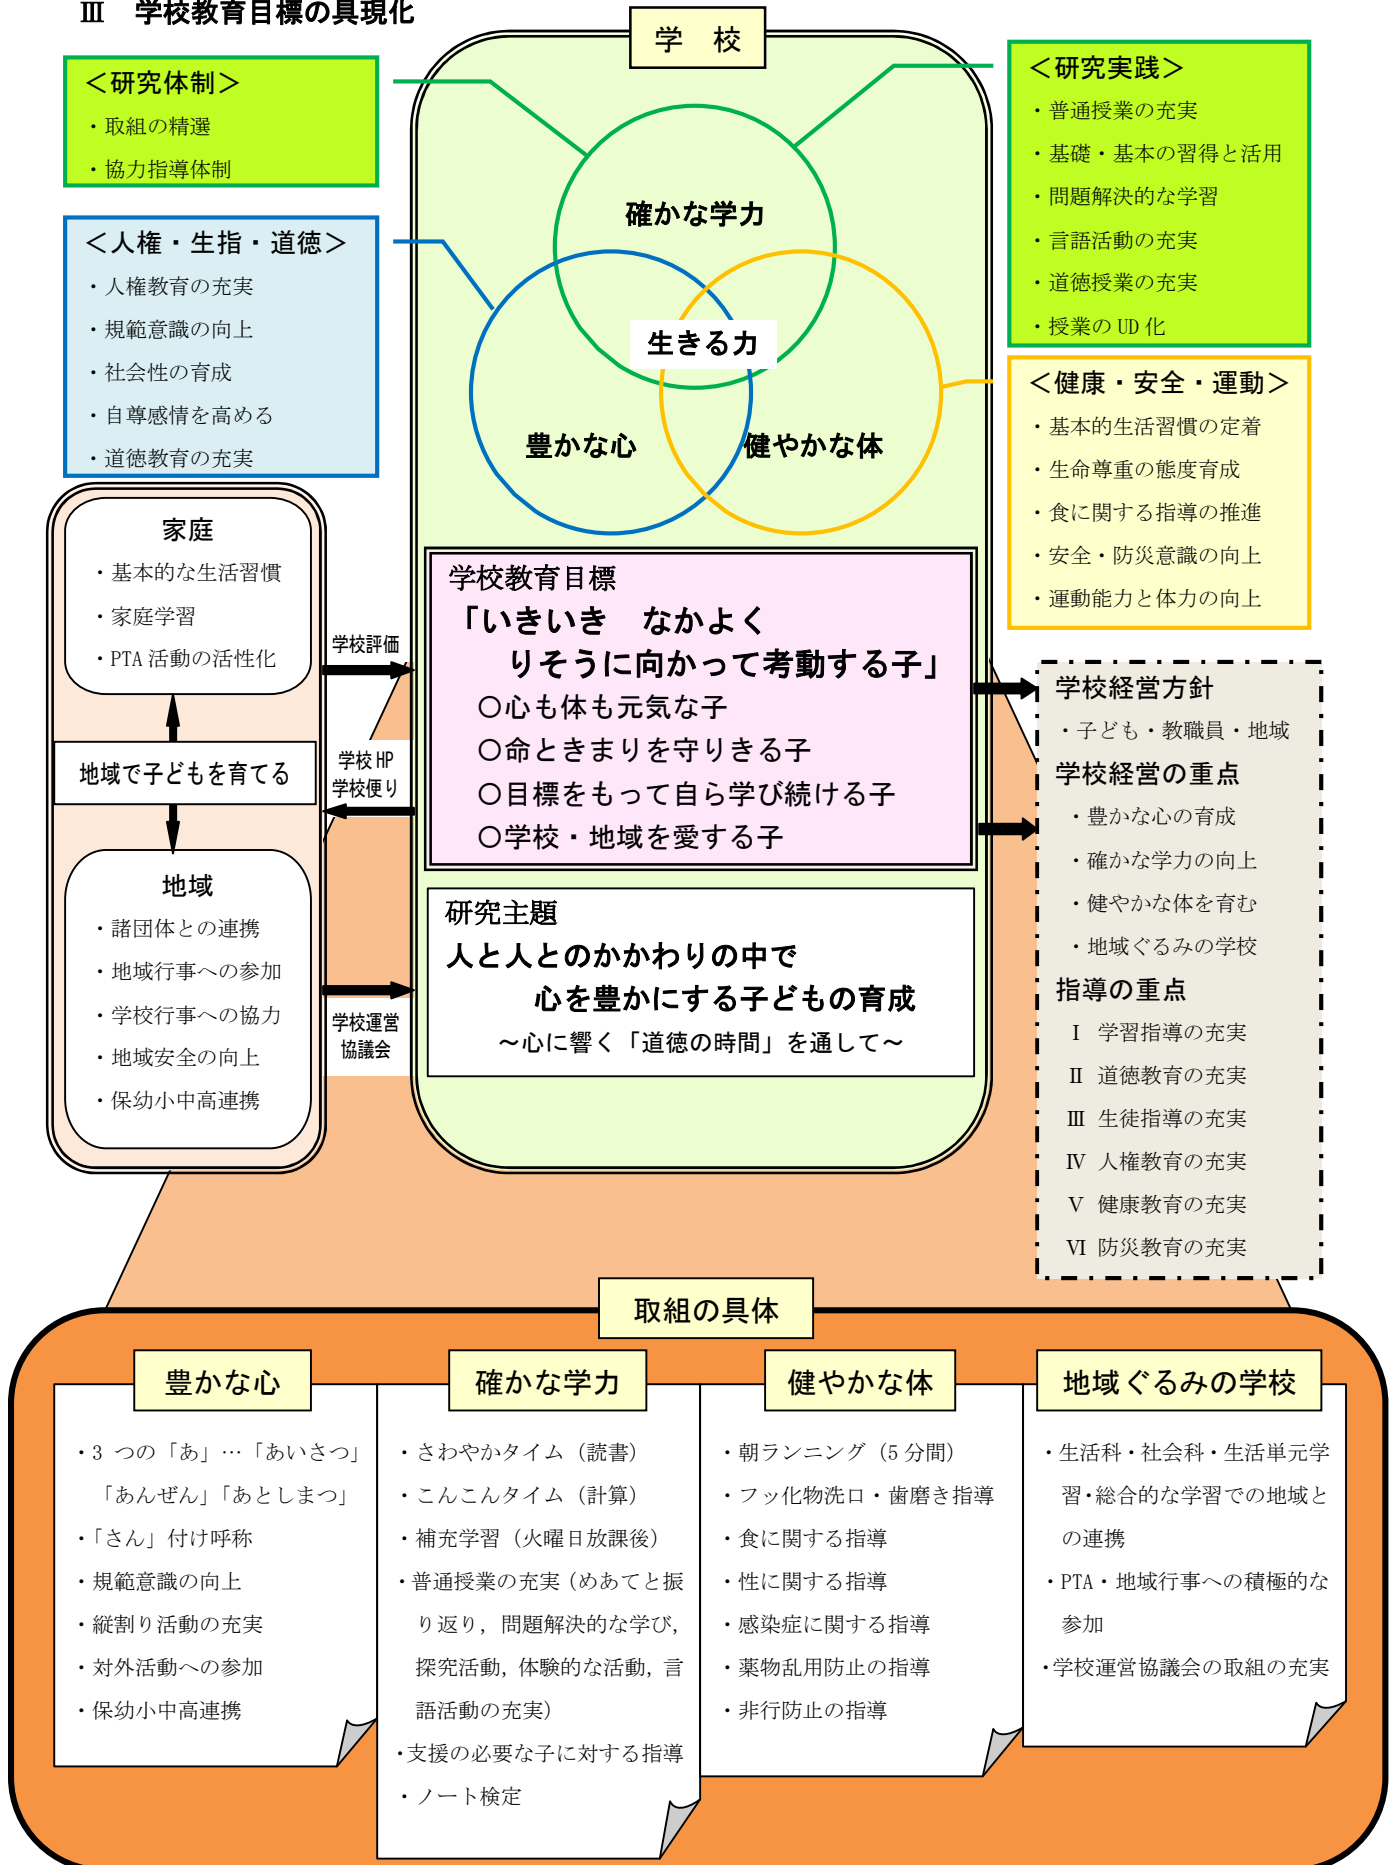 Ⅲ　学校教育目標の具現化
学　校
＜研究体制＞
・取組の精選
・協力指導体制
＜人権・生指・道徳＞
・人権教育の充実
・規範意識の向上
・社会性の育成
・自尊感情を高める
・道徳教育の充実
確かな学力
生きる力
豊かな心
健やかな体
＜研究実践＞
・普通授業の充実
・基礎・基本の習得と活用
・問題解決的な学習
・言語活動の充実
・道徳授業の充実
・授業の UD 化
＜健康・安全・運動＞
・基本的生活習慣の定着
・生命尊重の態度育成
・食に関する指導の推進
・安全・防災意識の向上
・運動能力と体力の向上
家庭
・基本的な生活習慣
・家庭学習
・PTA 活動の活性化
地域で子どもを育てる
地域
・諸団体との連携
・地域行事への参加
・学校行事への協力
・地域安全の向上
・保幼小中高連携
学校評価
学校 HP
学校便り
学校運営
協議会
学校教育目標
「いきいき　なかよく
りそうに向かって考動する子」
○心も体も元気な子
○命ときまりを守りきる子
○目標をもって自ら学び続ける子
○学校・地域を愛する子
研究主題
人と人とのかかわりの中で
心を豊かにする子どもの育成
～心に響く「道徳の時間」を通して～
学校経営方針
・子ども・教職員・地域
学校経営の重点
・豊かな心の育成
・確かな学力の向上
・健やかな体を育む
・地域ぐるみの学校
指導の重点
Ⅰ 学習指導の充実
Ⅱ 道徳教育の充実
Ⅲ 生徒指導の充実
Ⅳ 人権教育の充実
Ⅴ 健康教育の充実
Ⅵ 防災教育の充実
取組の具体
豊かな心
・3 つの「あ」…「あいさつ」
「あんぜん」「あとしまつ」
・「さん」付け呼称
・規範意識の向上
・縦割り活動の充実
・対外活動への参加
・保幼小中高連携
確かな学力
・さわやかタイム（読書）
・こんこんタイム（計算）
・補充学習（火曜日放課後）
・普通授業の充実（めあてと振
り返り，問題解決的な学び，
探究活動，体験的な活動，言
語活動の充実）
・支援の必要な子に対する指導
・ノート検定
健やかな体
・朝ランニング（5 分間）
・フッ化物洗口・歯磨き指導
・食に関する指導
・性に関する指導
・感染症に関する指導
・薬物乱用防止の指導
・非行防止の指導
地域ぐるみの学校
・生活科・社会科・生活単元学
習・総合的な学習での地域と
の連携
・PTA・地域行事への積極的な
参加
・学校運営協議会の取組の充実